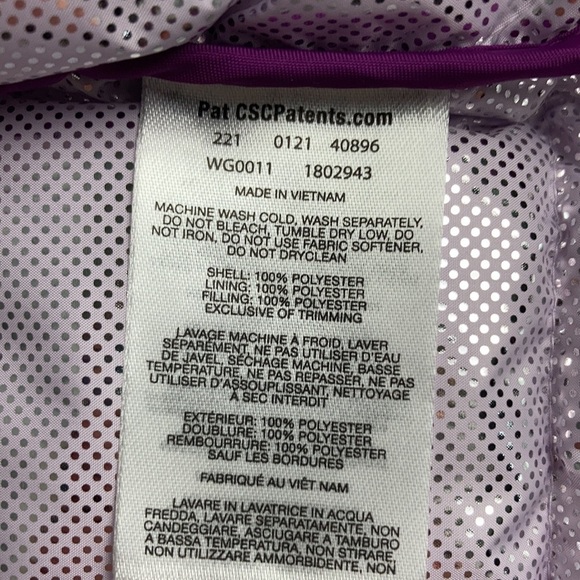 Pat CSCPatents.com
221 0121 40896
WG0011 1802943
MADE IN VIETNAM
MACHINE WASH COLD, WASH SEPARATELY,
DO NOT BLEACH, TUMBLE DRY LOW, DO
NOT IRON, DO NOT USE FABRIC SOFTENER,
DO NOT DRYCLEAN
SHELL: 100% POLYESTER
LINING: 100% POLYESTER
FILLING: 100% POLYESTER
EXCLUSIVE OF TRIMMING
LAVAGE MACHINE À FROID, LAVER
SÉPARÉMENT, NE PAS UTILISER D'EAU
DE JAVEL, SÉCHAGE MACHINE, BASSE
TEMPÉRATURE, NE PAS REPASSER, NE PAS
UTILISER D'ASSOUPLISSANT, NETTOYAGE
À SEC INTERDIT
EXTÉRIEUR: 100% POLYESTER
DOUBLURE: 100% POLYESTER
REMBOURRURE: 100% POLYESTER
SAUF LES BORDURES
FABRIQUÉ AU VIÊT NAM
LAVARE IN LAVATRICE IN ACQUA
FREDDA, LAVARE SEPARATAMENTE, NON
CANDEGGIARE, ASCIUGARE A TAMBURO
A BASSA TEMPERATURA, NON STIRARE,
NON UTILIZZARE AMMORBIDENTE, NON